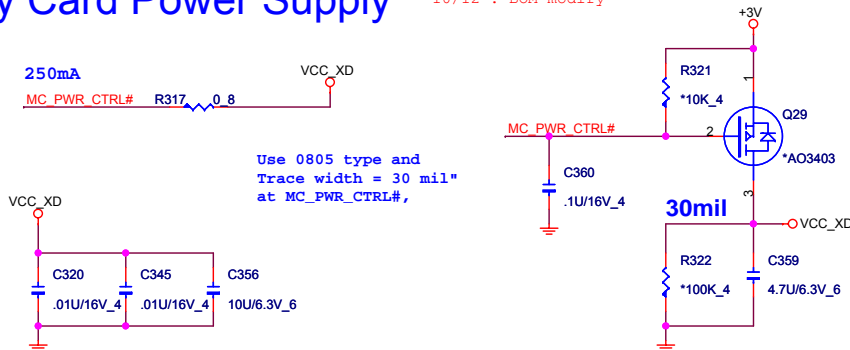 y Card Power Supply
10/12 : BOM modify
250mA
MC_PWR_CTRL#
R317
0_8
VCC_XD
Use 0805 type and
Trace width = 30 mil"
at MC_PWR_CTRL#,
VCC_XD
C320
.01U/16V_4
C345
.01U/16V_4
C356
10U/6.3V_6
+3V
R321
*10K_4
1
MC_PWR_CTRL#
2
Q29
*AO3403
C360
.1U/16V_4
3
30mil
VCC_XD
R322
*100K_4
C359
4.7U/6.3V_6